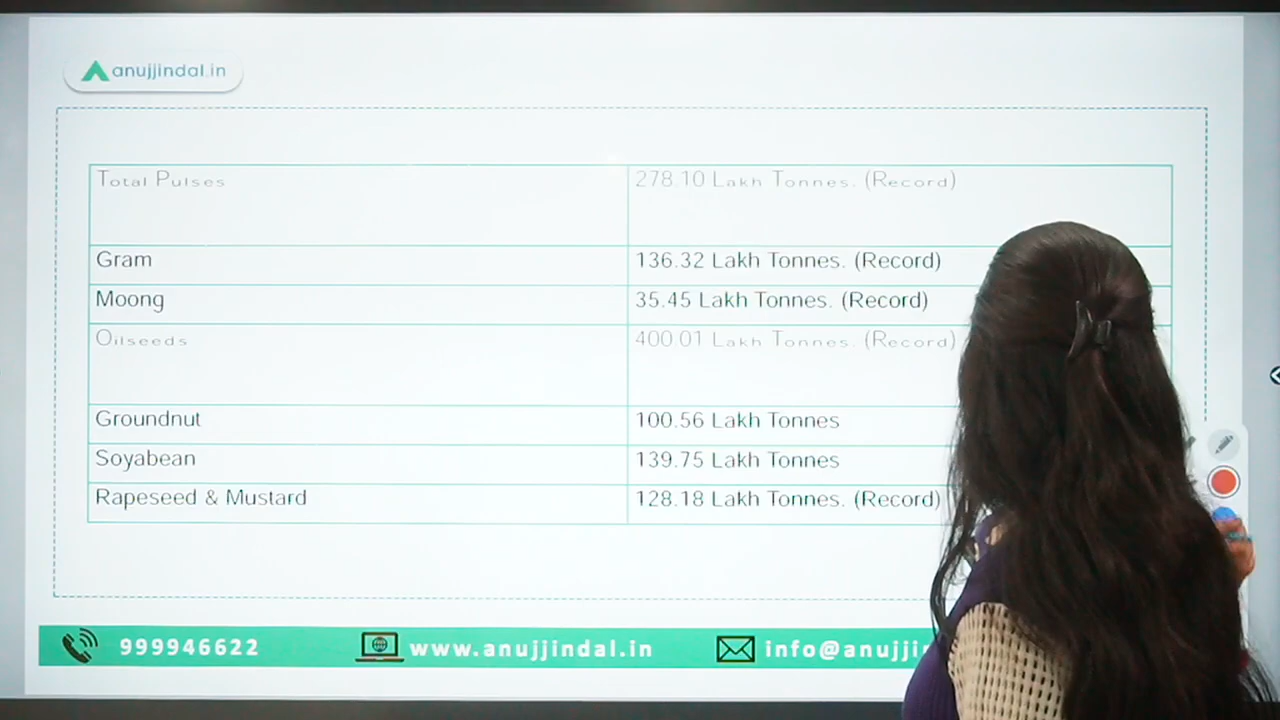 anujjindal.in
Total Pulses 278.10 Lakh Tonnes. (Record)
Gram 136.32 Lakh Tonnes. (Record)
Moong 35.45 Lakh Tonnes. (Record)
Oilseeds 400.01 Lakh Tonnes. (Record)
Groundnut 100.56 Lakh Tonnes
Soyabean 139.75 Lakh Tonnes
Rapeseed & Mustard 128.18 Lakh Tonnes. (Record)
999946622 www.anujjindal.in info@anujjin